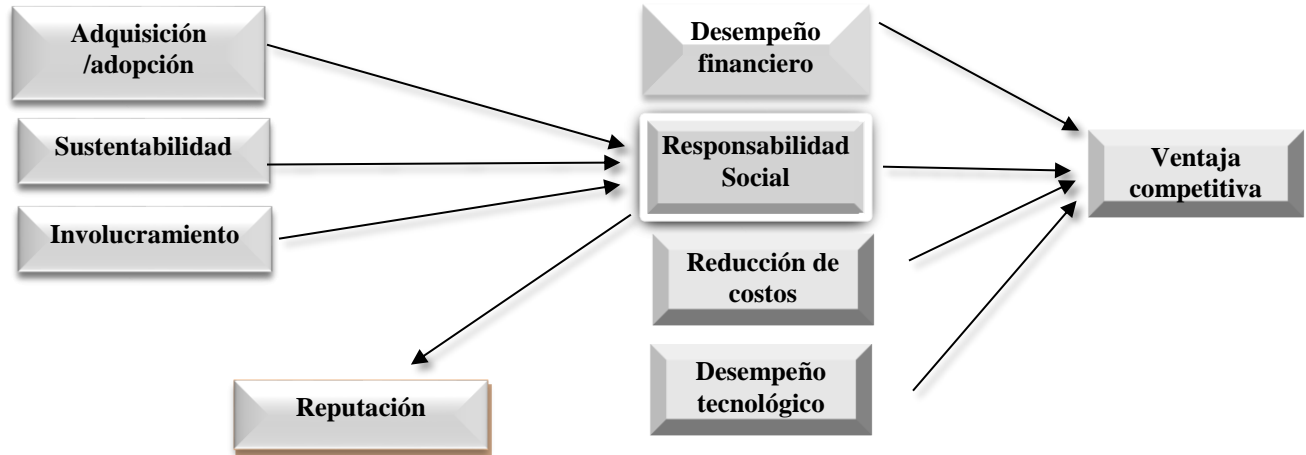 Adquisición
/adopción
Sustentabilidad
Involucramiento
Reputación
Desempeño
financiero
Responsabilidad
Social
Reducción de
costos
Desempeño
tecnológico
Ventaja
competitiva